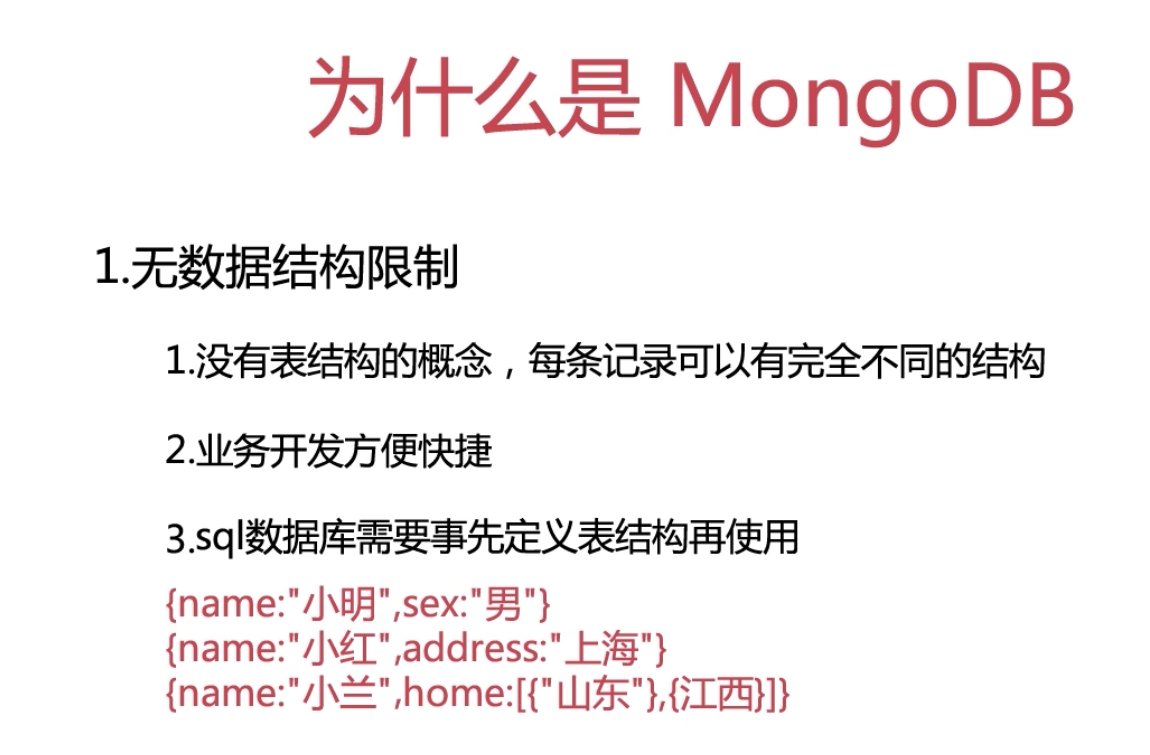 为什么是 MongoDB
1.无数据结构限制
1.没有表结构的概念，每条记录可以有完全不同的结构
2.业务开发方便快捷
3.sql数据库需要事先定义表结构再使用
{name:"小明",sex:"男"}
{name:"小红",address:"上海"}
{name:"小兰",home:[{"山东"},{江西}]}